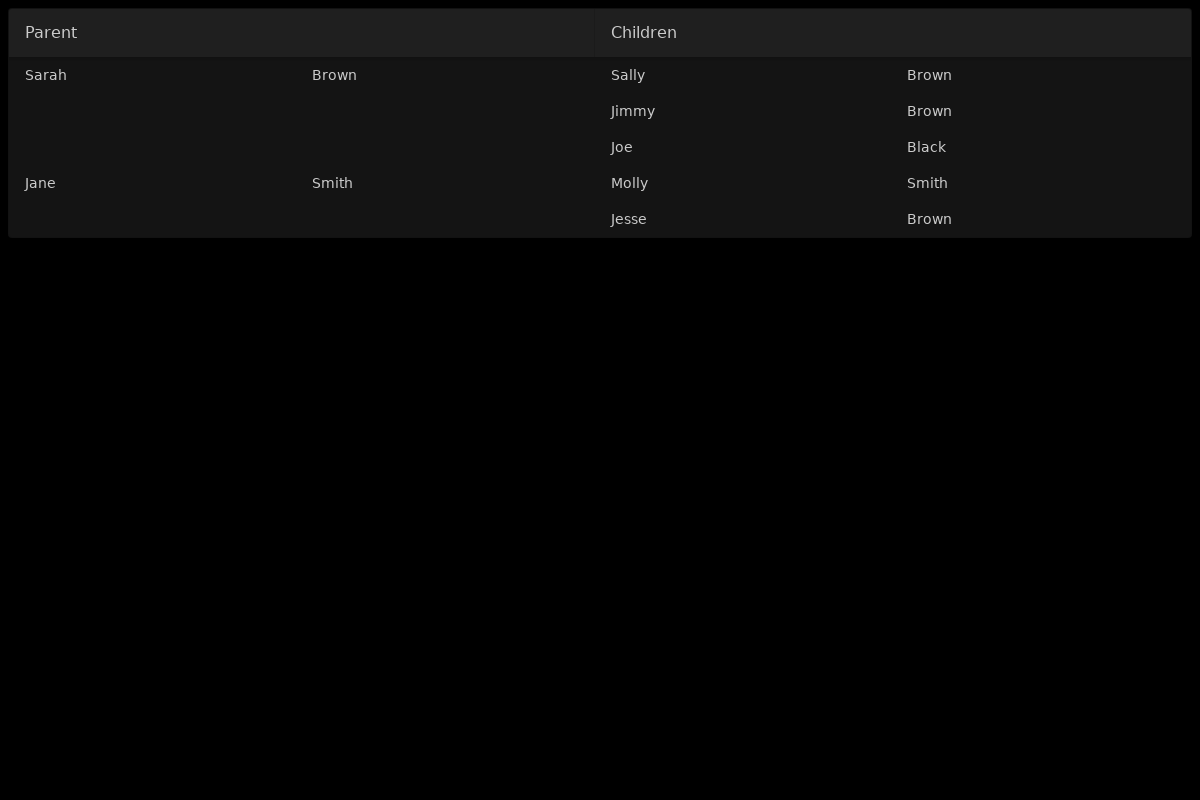 Parent Children
Sarah Brown Sally Brown
Jimmy Brown
Joe Black
Jane Smith Molly Smith
Jesse Brown